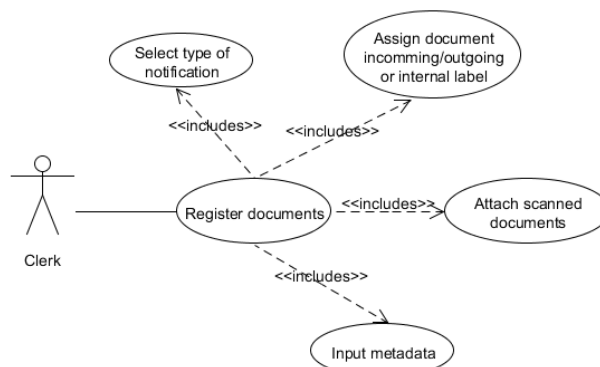 Select type of
notification
Assign document
incomming/outgoing
or internal label
<<includes>>
<<includes>>
Register documents
<<includes>>
Attach scanned
documents
Clerk
<<includes>>
Input metadata